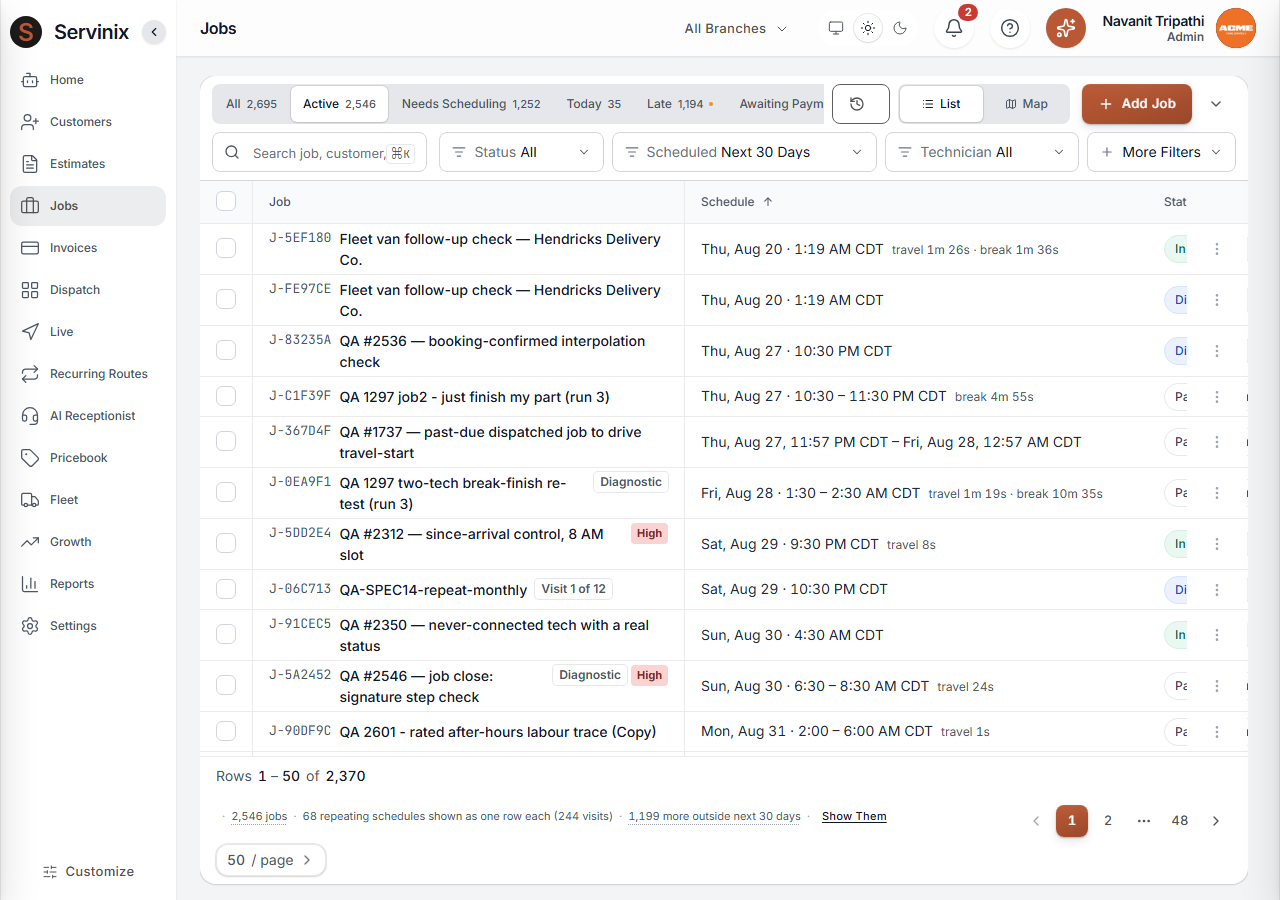 S Servinix
Home
Customers
Estimates
Jobs
Invoices
Dispatch
Live
Recurring Routes
AI Receptionist
Pricebook
Fleet
Growth
Reports
Settings
Customize
Jobs
All Branches
2
Navanit Tripathi
Admin
ACME
All 2,695
Active 2,546
Needs Scheduling 1,252
Today 35
Late 1,194
Awaiting Paym
List
Map
Add Job
Search job, customer, ⌘K
Status All
Scheduled Next 30 Days
Technician All
More Filters
Job Schedule Stat
J-5EF180 Fleet van follow-up check — Hendricks Delivery
Co.
Thu, Aug 20 · 1:19 AM CDT travel 1m 26s · break 1m 36s
In
J-FE97CE Fleet van follow-up check — Hendricks Delivery
Co.
Thu, Aug 20 · 1:19 AM CDT
Di
J-83235A QA #2536 — booking-confirmed interpolation
check
Thu, Aug 27 · 10:30 PM CDT
Di
J-C1F39F QA 1297 job2 - just finish my part (run 3)
Thu, Aug 27 · 10:30 – 11:30 PM CDT break 4m 55s
Pa
J-367D4F QA #1737 — past-due dispatched job to drive
travel-start
Thu, Aug 27, 11:57 PM CDT – Fri, Aug 28, 12:57 AM CDT
Pa
J-0EA9F1 QA 1297 two-tech break-finish re-
test (run 3)
Diagnostic
Fri, Aug 28 · 1:30 – 2:30 AM CDT travel 1m 19s · break 10m 35s
Pa
J-5DD2E4 QA #2312 — since-arrival control, 8 AM
slot
High
Sat, Aug 29 · 9:30 PM CDT travel 8s
In
J-06C713 QA-SPEC14-repeat-monthly Visit 1 of 12
Sat, Aug 29 · 10:30 PM CDT
Di
J-91CEC5 QA #2350 — never-connected tech with a real
status
Sun, Aug 30 · 4:30 AM CDT
In
J-5A2452 QA #2546 — job close:
signature step check
Diagnostic High
Sun, Aug 30 · 6:30 – 8:30 AM CDT travel 24s
Pa
J-90DF9C QA 2601 - rated after-hours labour trace (Copy)
Mon, Aug 31 · 2:00 – 6:00 AM CDT travel 1s
Pa
Rows 1 – 50 of 2,370
· 2,546 jobs · 68 repeating schedules shown as one row each (244 visits) · 1,199 more outside next 30 days · Show Them
1 2 ••• 48
50 / page